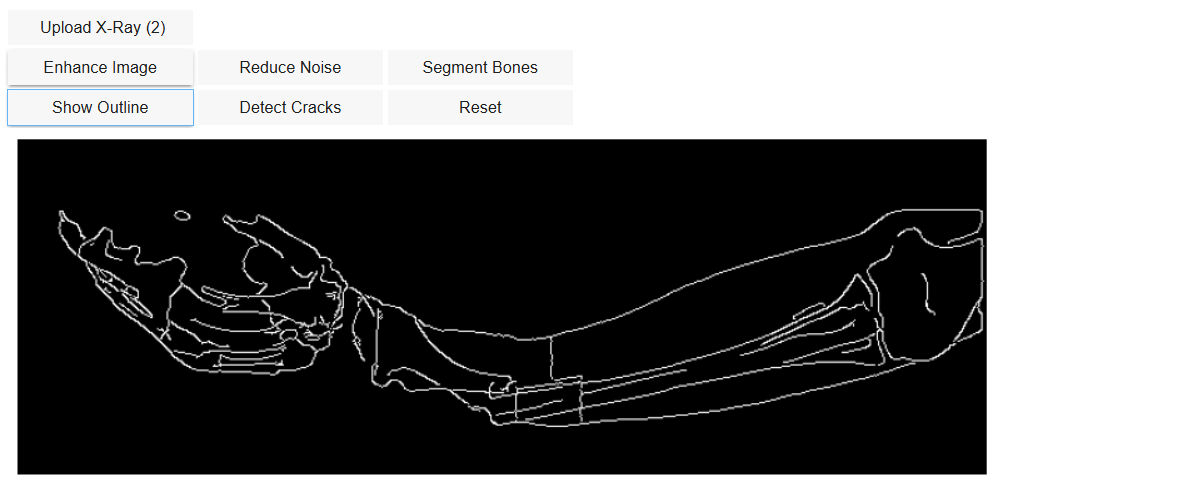 Upload X-Ray (2)
Enhance Image Reduce Noise Segment Bones
Show Outline Detect Cracks Reset